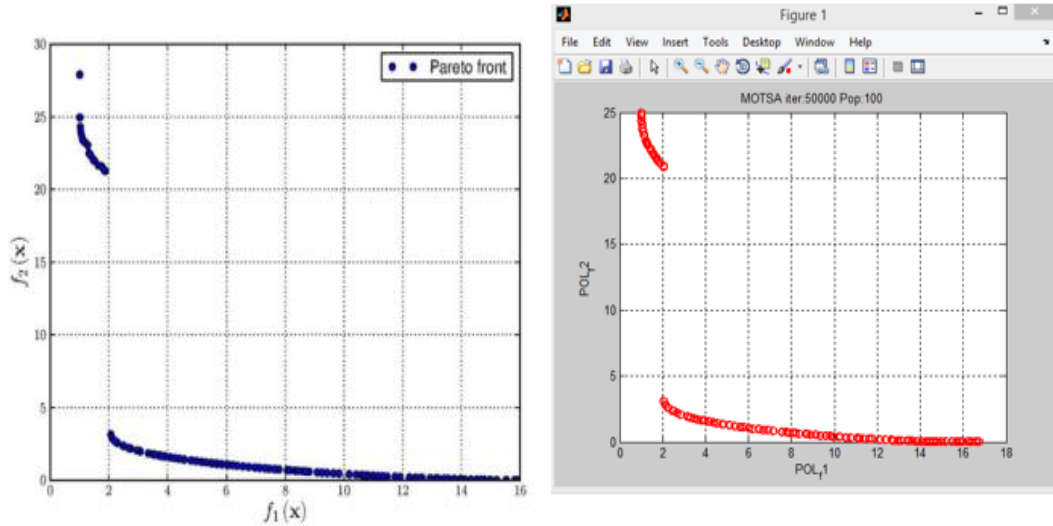 30
25
20
15
10
5
0
f₂(x)
Pareto front
0 2 4 6 8 10 12 14 16
f₁(x)
Figure 1
File Edit View Insert Tools Desktop Window Help
MOTSA iter:50000 Pop:100
25
20
15
10
5
0
POLf2
0 2 4 6 8 10 12 14 16 18
POLf1